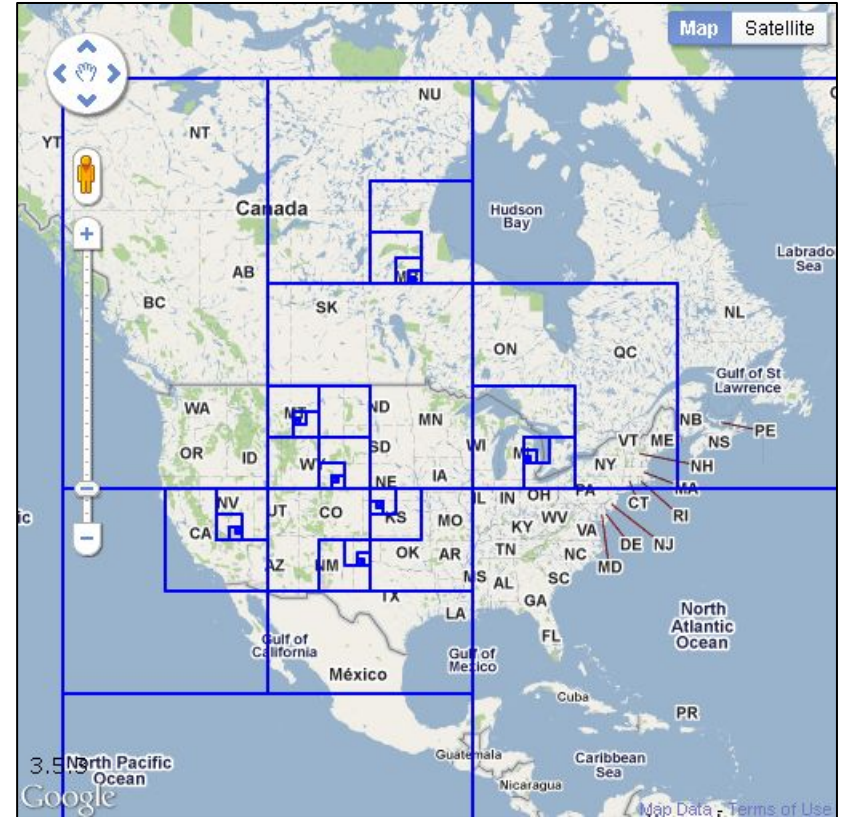 Map Satellite
NU
NT
YT
Canada
Hudson
Bay
Labrado
Sea
AB
BC
SK
NL
ON
QC
Gulf of St
Lawrence
WA
MT
ND
MN
NB
PE
NS
VT ME
OR
ID
SD
WI
MI
NY
NH
WY
NE
IA
MA
PA
CT
RI
NV
UT
CO
KS
MO
IL IN OH
WV
KY
VA
CA
DE NJ
MD
AZ
NM
OK
AR
TN
NC
MS AL
SC
TX
GA
LA
FL
North
Atlantic
Ocean
ic
Gulf of
California
Gulf of
Mexico
México
Cuba
PR
3.5.3
North Pacific
Ocean
Guatemala
Caribbean
Sea
Nicaragua
Google
Map Data - Terms of Use